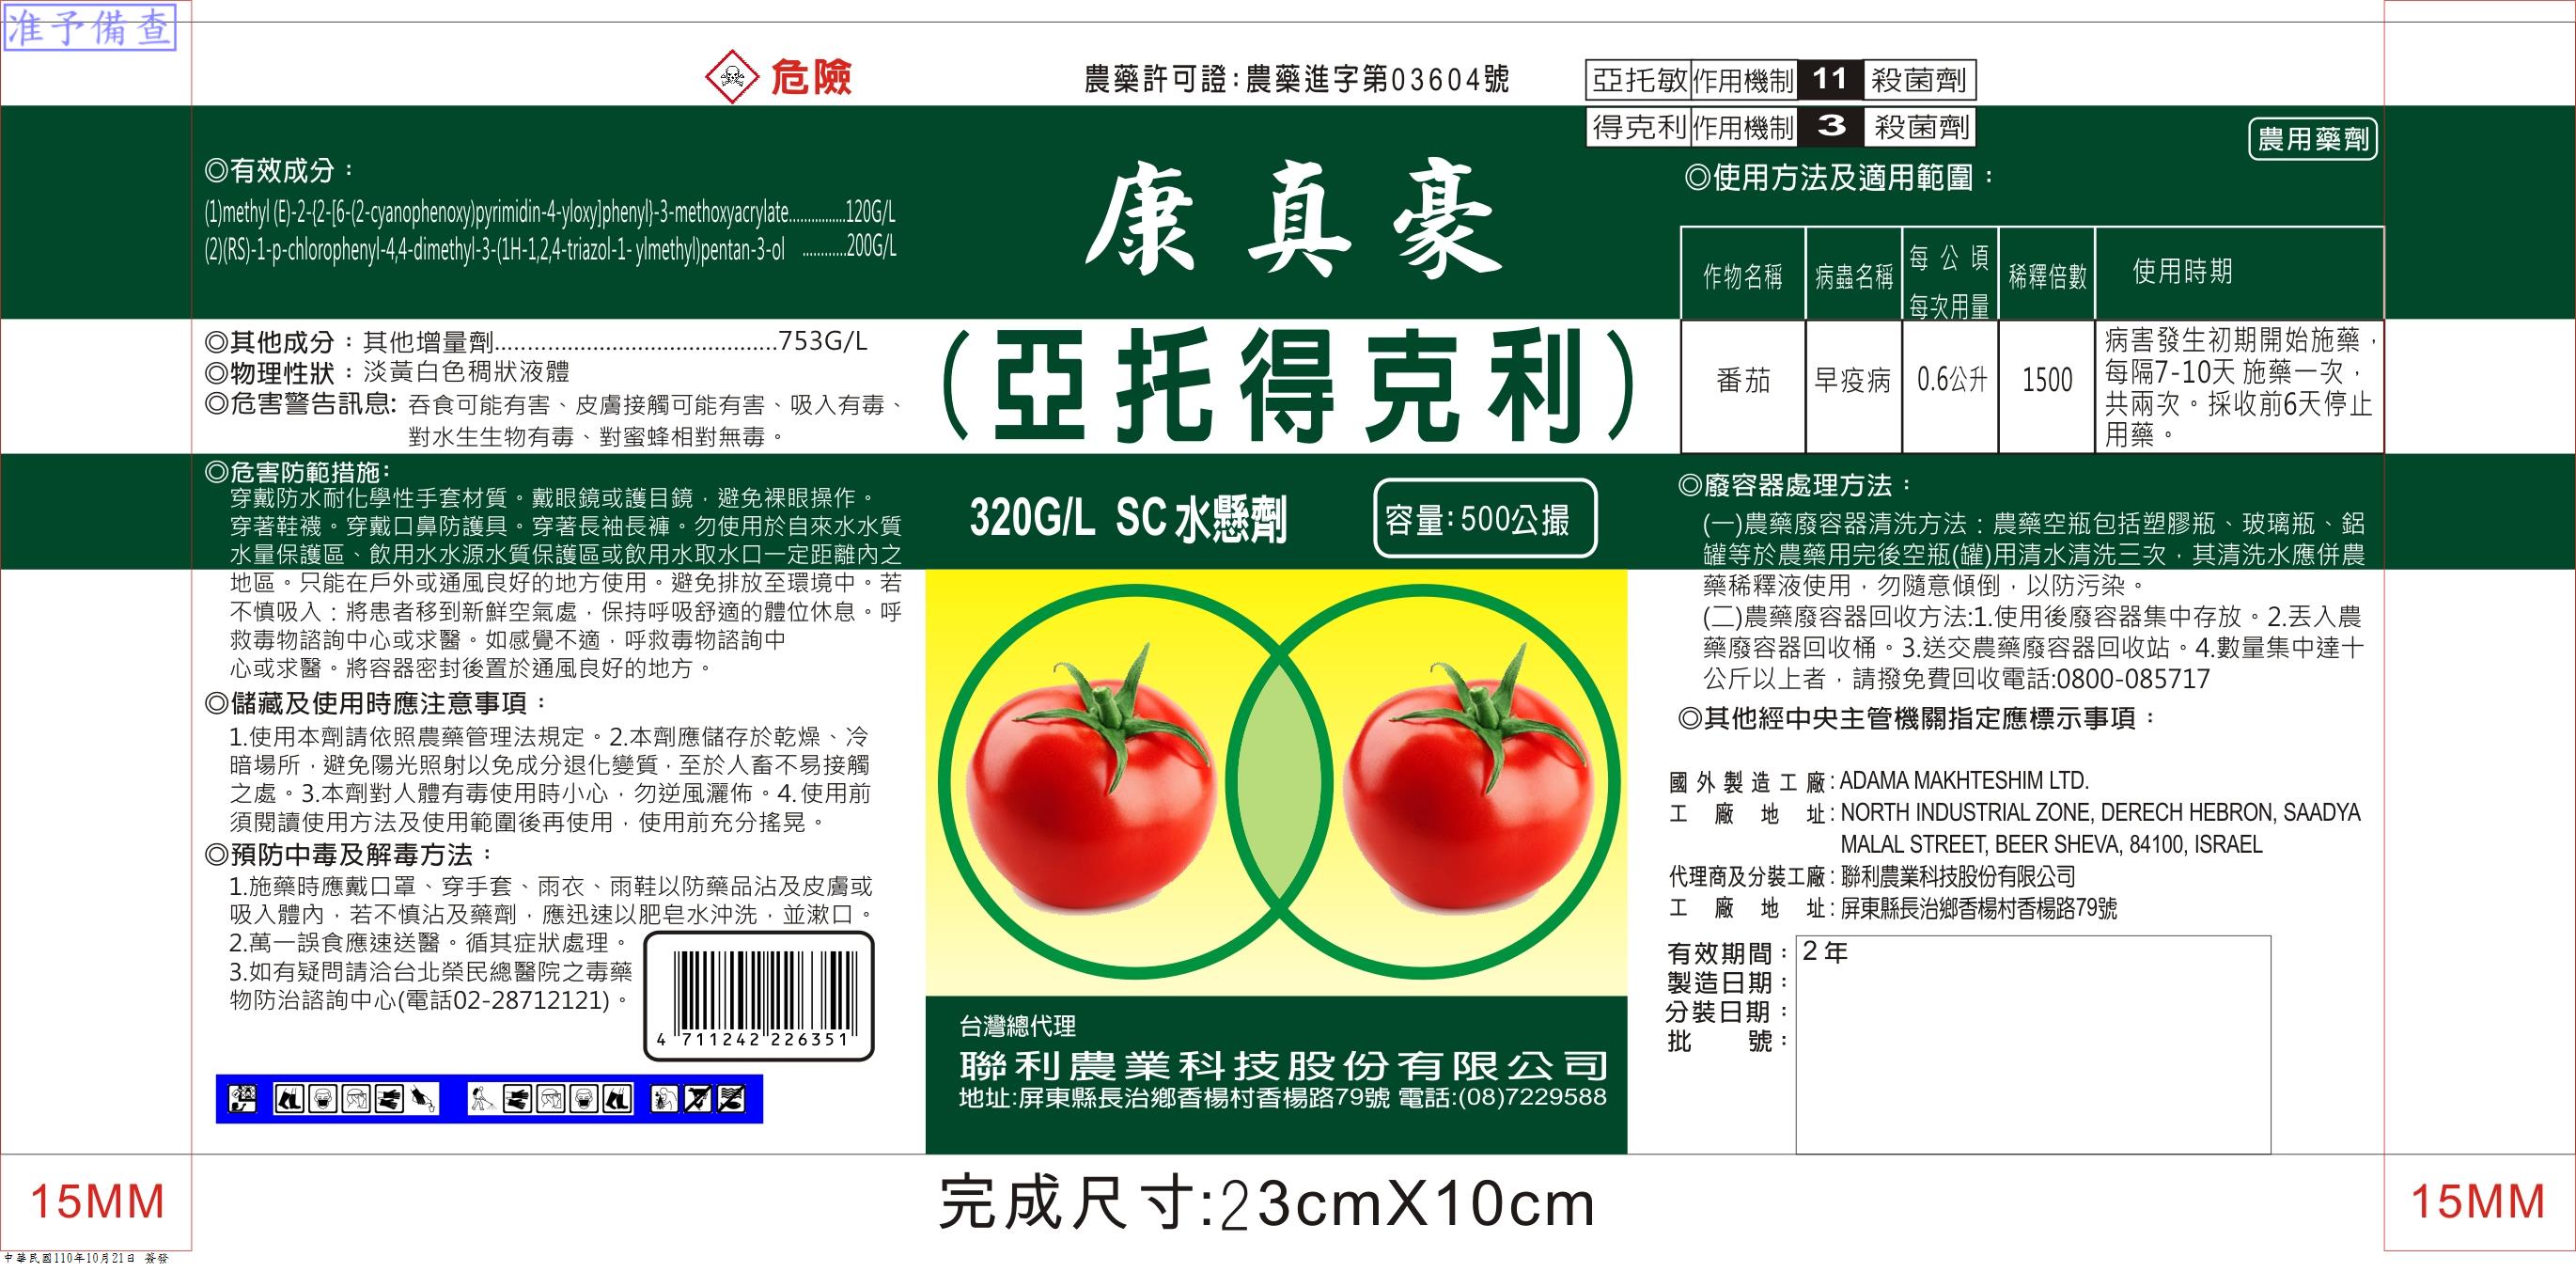 准予備查
危險
農藥許可證:農藥進字第03604號
亞托敏 作用機制 11 殺菌劑
得克利 作用機制 3 殺菌劑
農用藥劑
◎有效成分：
(1)methyl (E)-2-{2-[6-(2-cyanophenoxy)pyrimidin-4-yloxy]phenyl}-3-methoxyacrylate...............120G/L
(2)(RS)-1-p-chlorophenyl-4,4-dimethyl-3-(1H-1,2,4-triazol-1- ylmethyl)pentan-3-ol ............200G/L
◎其他成分：其他增量劑............................................753G/L
◎物理性狀：淡黃白色稠狀液體
◎危害警告訊息: 吞食可能有害、皮膚接觸可能有害、吸入有毒、
對水生生物有毒、對蜜蜂相對無毒。
◎危害防範措施:
穿戴防水耐化學性手套材質。戴眼鏡或護目鏡，避免裸眼操作。
穿著鞋襪。穿戴口鼻防護具。穿著長袖長褲。勿使用於自來水水質
水量保護區、飲用水水源水質保護區或飲用水取水口一定距離內之
地區。只能在戶外或通風良好的地方使用。避免排放至環境中。若
不慎吸入：將患者移到新鮮空氣處，保持呼吸舒適的體位休息。呼
救毒物諮詢中心或求醫。如感覺不適，呼救毒物諮詢中
心或求醫。將容器密封後置於通風良好的地方。
◎儲藏及使用時應注意事項：
1.使用本劑請依照農藥管理法規定。2.本劑應儲存於乾燥、冷
暗場所，避免陽光照射以免成分退化變質，至於人畜不易接觸
之處。3.本劑對人體有毒使用時小心，勿逆風灑佈。4.使用前
須閱讀使用方法及使用範圍後再使用，使用前充分搖晃。
◎預防中毒及解毒方法：
1.施藥時應戴口罩、穿手套、雨衣、雨鞋以防藥品沾及皮膚或
吸入體內，若不慎沾及藥劑，應迅速以肥皂水沖洗，並漱口。
2.萬一誤食應速送醫。循其症狀處理。
3.如有疑問請洽台北榮民總醫院之毒藥
物防治諮詢中心(電話02-28712121)。
4 711242 226351
康真豪
(亞托得克利)
320G/L SC水懸劑
容量:500公撮
台灣總代理
聯利農業科技股份有限公司
地址:屏東縣長治鄉香楊村香楊路79號 電話:(08)7229588
◎使用方法及適用範圍：
作物名稱 病蟲名稱 每公頃每次用量 稀釋倍數 使用時期
番茄 早疫病 0.6公升 1500 病害發生初期開始施藥，
每隔7-10天 施藥一次，
共兩次。採收前6天停止
用藥。
◎廢容器處理方法：
(一)農藥廢容器清洗方法：農藥空瓶包括塑膠瓶、玻璃瓶、鋁
罐等於農藥用完後空瓶(罐)用清水清洗三次，其清洗水應併農
藥稀釋液使用，勿隨意傾倒，以防污染。
(二)農藥廢容器回收方法:1.使用後廢容器集中存放。2.丟入農
藥廢容器回收桶。3.送交農藥廢容器回收站。4.數量集中達十
公斤以上者，請撥免費回收電話:0800-085717
◎其他經中央主管機關指定應標示事項：
國外製造工廠:ADAMA MAKHTESHIM LTD.
工廠地址:NORTH INDUSTRIAL ZONE, DERECH HEBRON, SAADYA
MALAL STREET, BEER SHEVA, 84100, ISRAEL
代理商及分裝工廠:聯利農業科技股份有限公司
工廠地址:屏東縣長治鄉香楊村香楊路79號
有效期間：2年
製造日期：
分裝日期：
批號：
15MM
完成尺寸:23cmX10cm
15MM
中華民國110年10月21日 簽發